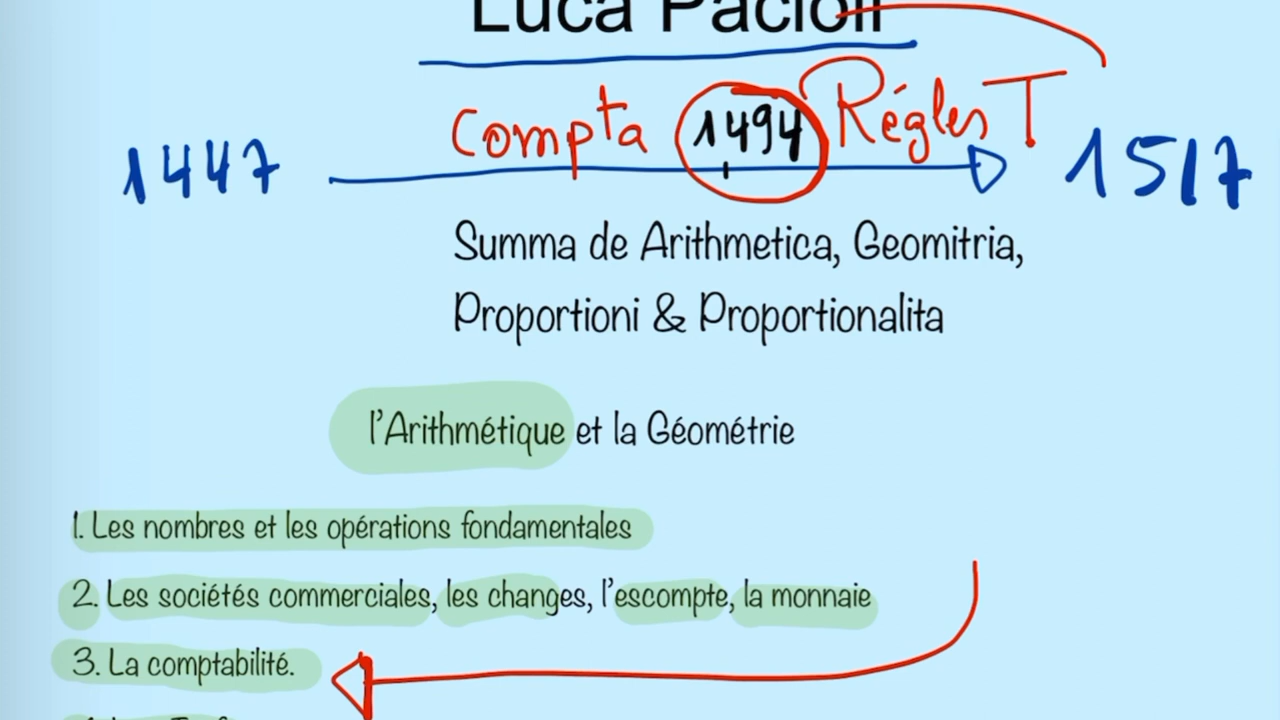 Luca Pacioli
Compta 1494 Régles T
1447 1517
Summa de Arithmetica, Geomitria,
Proportioni & Proportionalita
l'Arithmétique et la Géométrie
1. Les nombres et les opérations fondamentales
2. Les sociétés commerciales, les changes, l'escompte, la monnaie
3. La comptabilité.